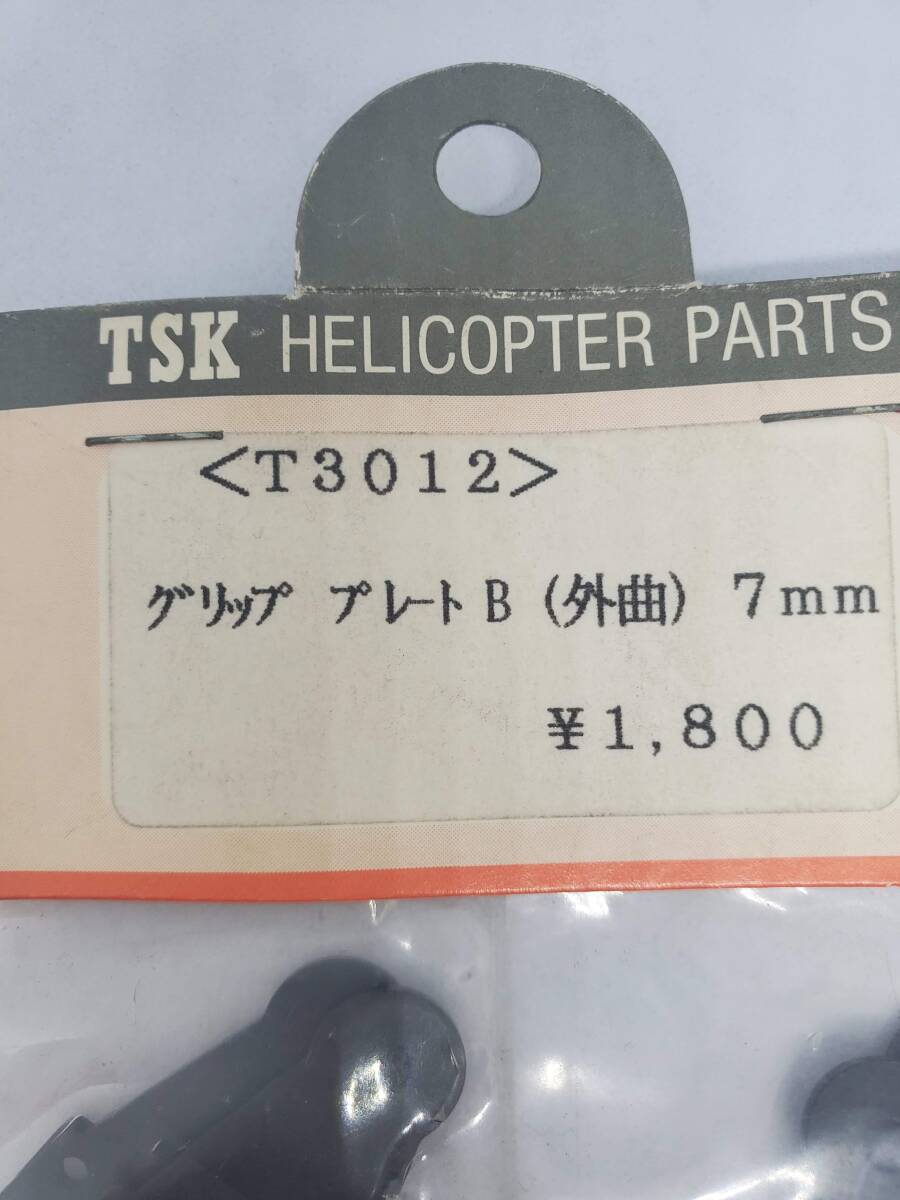 TSK HELICOPTER PARTS
<T3012>
グリップ プレートB (外曲) 7mm
¥1,800